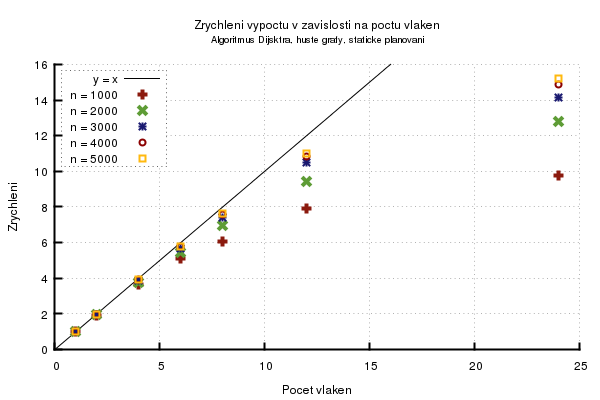 Zrychleni vypoctu v zavislosti na poctu vlaken
Algoritmus Dijsktra, huste grafy, staticke planovani
y = x
n = 1000
n = 2000
n = 3000
n = 4000
n = 5000
16
14
12
10
8
6
4
2
0
Zrychleni
0 5 10 15 20 25
Pocet vlaken